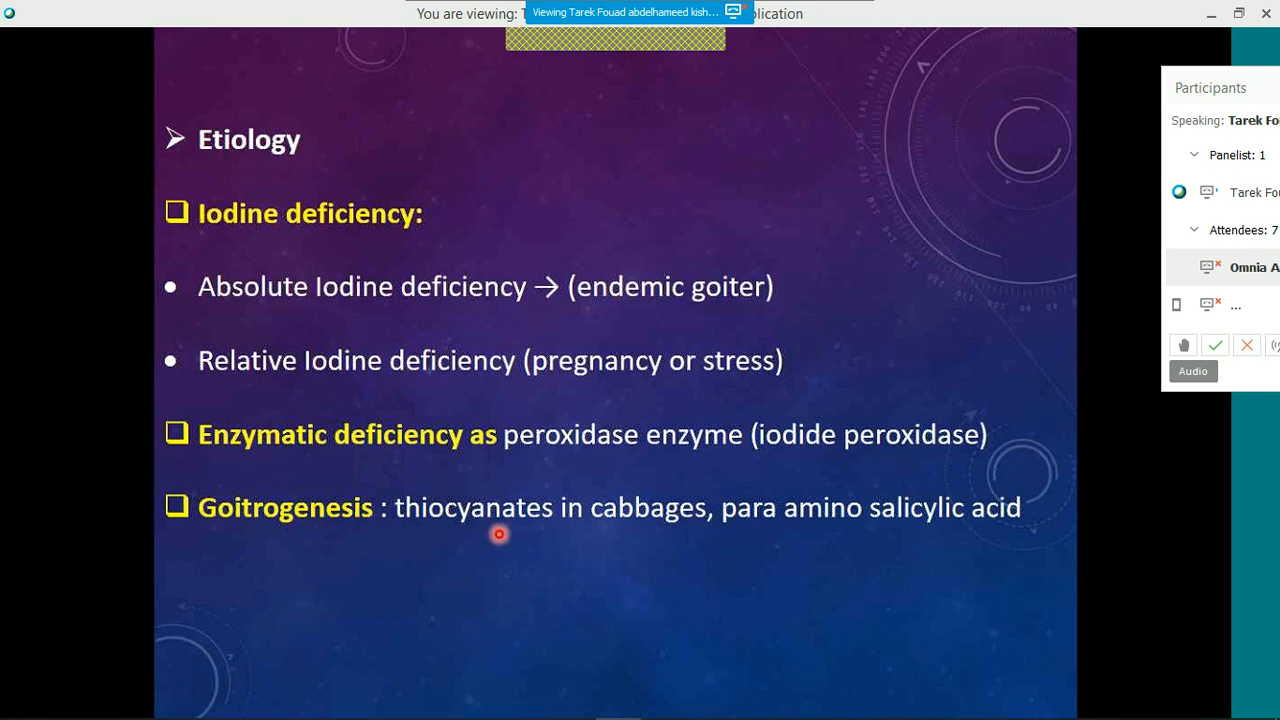 You are viewing: T
Viewing Tarek Fouad abdelhameed kish...
plication
Participants
Speaking: Tarek Fo
Panelist: 1
Tarek Fou
Attendees: 7
Omnia A
...
Audio
➢ Etiology
❑ Iodine deficiency:
• Absolute Iodine deficiency → (endemic goiter)
• Relative Iodine deficiency (pregnancy or stress)
❑ Enzymatic deficiency as peroxidase enzyme (iodide peroxidase)
❑ Goitrogenesis : thiocyanates in cabbages, para amino salicylic acid